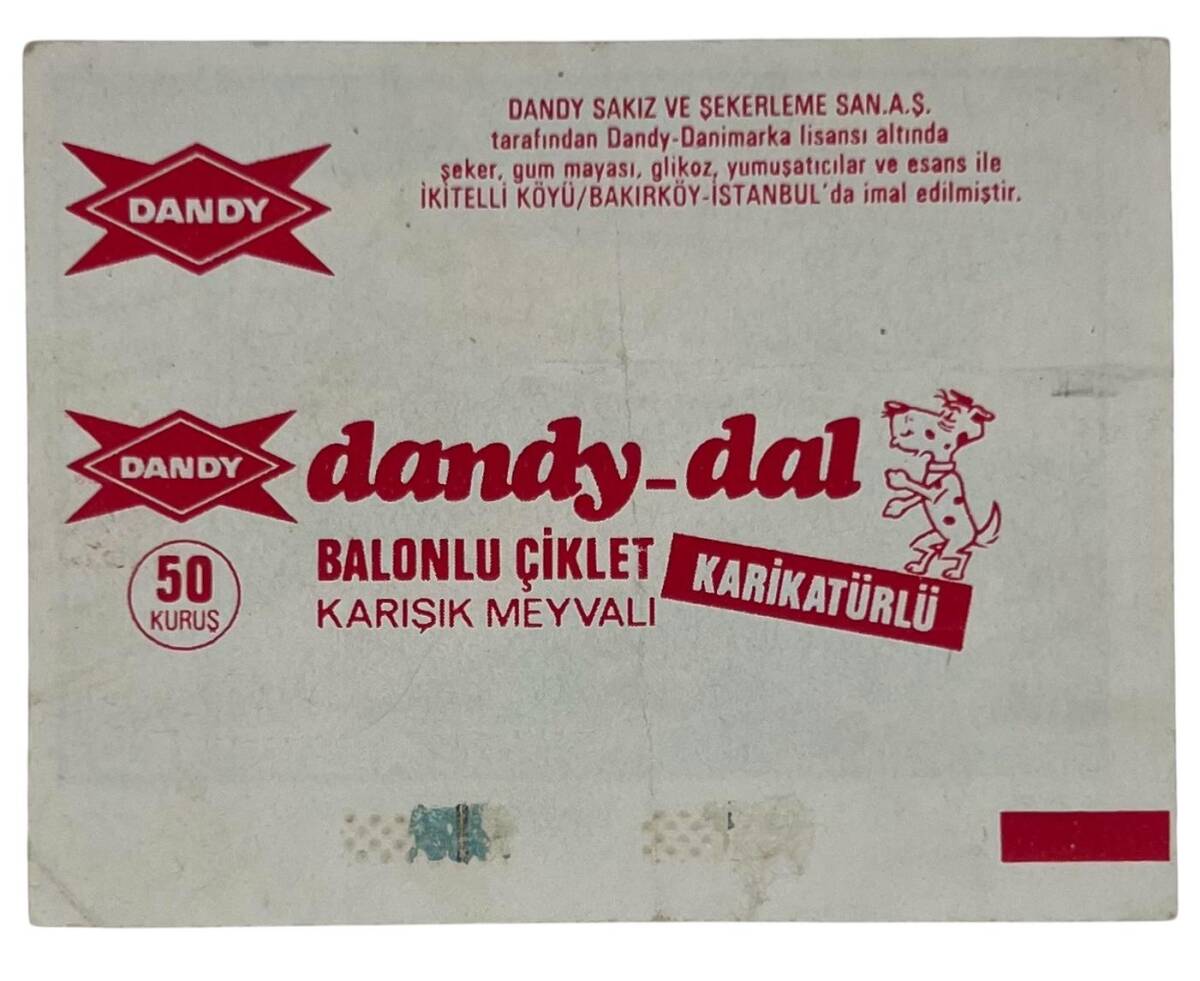 DANDY
DANDY SAKIZ VE ŞEKERLEME SAN.A.Ş.
tarafından Dandy-Danimarka lisansı altında
şeker, gum mayası, glikoz, yumuşatıcılar ve esans ile
İKİTELLİ KÖYÜ/BAKIRKÖY-İSTANBUL'da imal edilmiştir.
DANDY
dandy-dal
50
KURUŞ
BALONLU ÇİKLET
KARIŞIK MEYVALI
KARİKATÜRLÜ